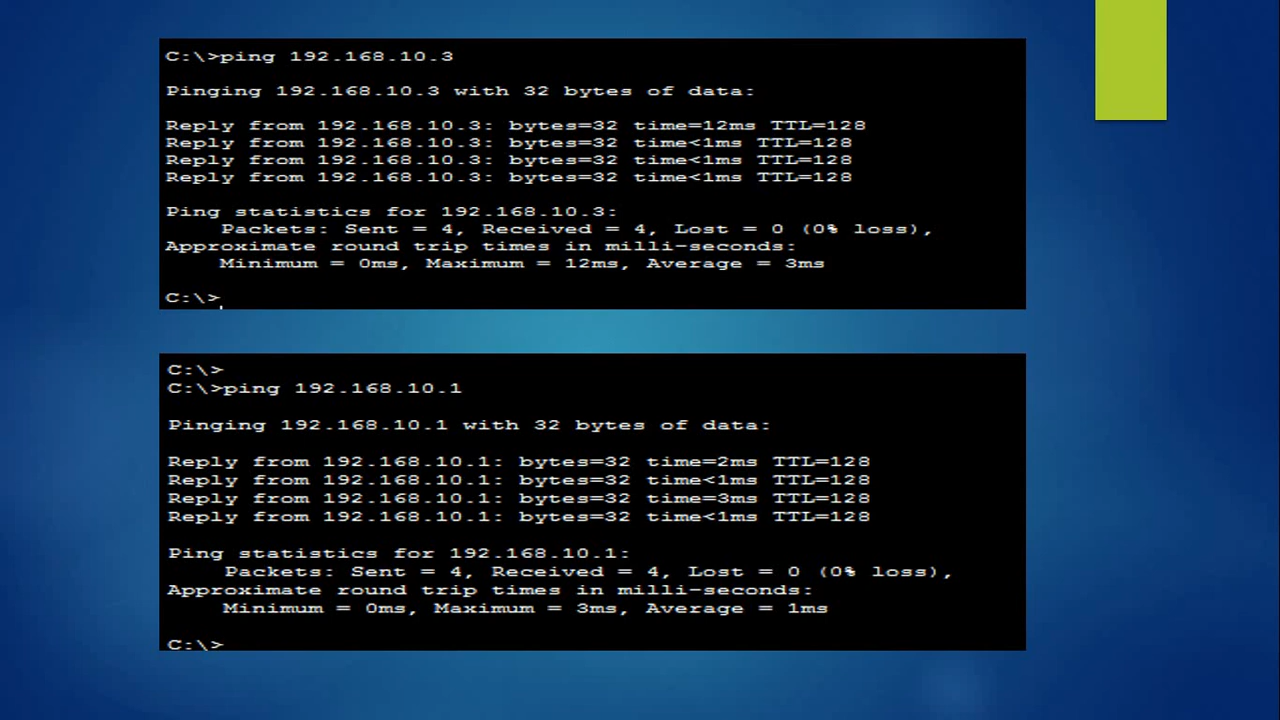 C:\>ping 192.168.10.3
Pinging 192.168.10.3 with 32 bytes of data:
Reply from 192.168.10.3: bytes=32 time=12ms TTL=128
Reply from 192.168.10.3: bytes=32 time<1ms TTL=128
Reply from 192.168.10.3: bytes=32 time<1ms TTL=128
Reply from 192.168.10.3: bytes=32 time<1ms TTL=128
Ping statistics for 192.168.10.3:
Packets: Sent = 4, Received = 4, Lost = 0 (0% loss),
Approximate round trip times in milli-seconds:
Minimum = 0ms, Maximum = 12ms, Average = 3ms
C:\>
C:\>
C:\>ping 192.168.10.1
Pinging 192.168.10.1 with 32 bytes of data:
Reply from 192.168.10.1: bytes=32 time=2ms TTL=128
Reply from 192.168.10.1: bytes=32 time<1ms TTL=128
Reply from 192.168.10.1: bytes=32 time=3ms TTL=128
Reply from 192.168.10.1: bytes=32 time<1ms TTL=128
Ping statistics for 192.168.10.1:
Packets: Sent = 4, Received = 4, Lost = 0 (0% loss),
Approximate round trip times in milli-seconds:
Minimum = 0ms, Maximum = 3ms, Average = 1ms
C:\>